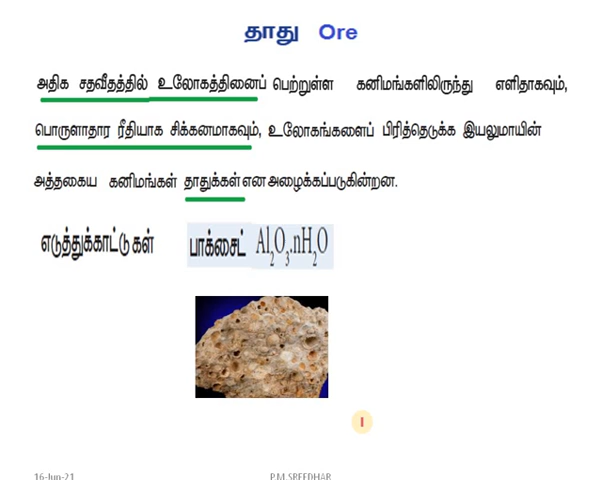 தாது Ore
அதிக சதவீதத்தில் உலோகத்தினைப் பெற்றுள்ள கனிமங்களிலிருந்து எளிதாகவும்,
பொருளாதார ரீதியாக சிக்கனமாகவும், உலோகங்களைப் பிரித்தெடுக்க இயலுமாயின்
அத்தகைய கனிமங்கள் தாதுக்கள் என அழைக்கப்படுகின்றன.
எடுத்துக்காட்டுகள் பாக்சைட் Al₂O₃.nH₂O
16-Jun-21 P.M.SREEDHAR